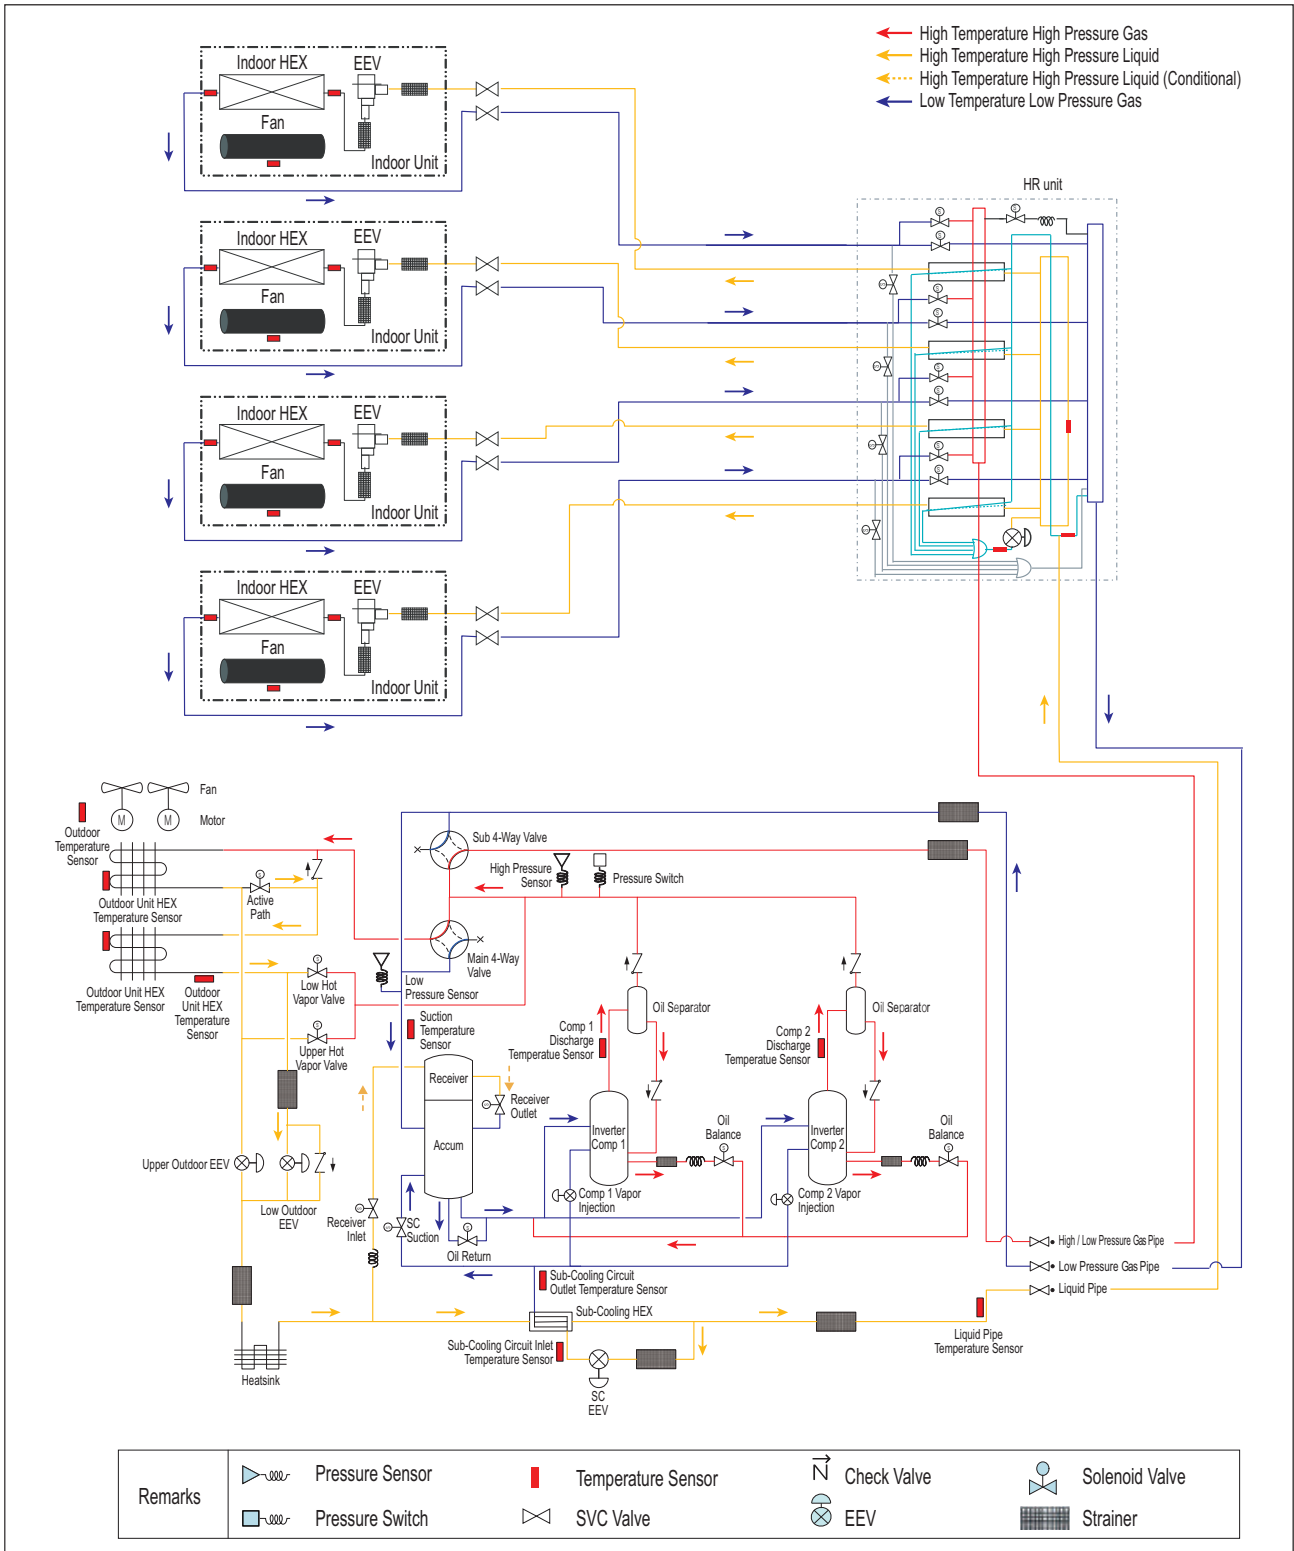 High Temperature High Pressure Gas
High Temperature High Pressure Liquid
High Temperature High Pressure Liquid (Conditional)
Low Temperature Low Pressure Gas
Indoor HEX
EEV
Fan
Indoor Unit
Indoor HEX
EEV
Fan
Indoor Unit
Indoor HEX
EEV
Fan
Indoor Unit
Indoor HEX
EEV
Fan
Indoor Unit
HR unit
Fan
M
M
Motor
Outdoor
Temperature
Sensor
Sub 4-Way Valve
High Pressure
Sensor
Pressure Switch
Active
Path
Outdoor Unit HEX
Temperature Sensor
Main 4-Way
Valve
Low
Pressure Sensor
Low Hot
Vapor Valve
Outdoor Unit HEX
Temperature Sensor
Outdoor
Unit HEX
Temperature
Sensor
Upper Hot
Vapor Valve
Suction
Temperature
Sensor
Oil Separator
Oil Separator
Comp 1
Discharge
Temperatue Sensor
Comp 2
Discharge
Temperatue Sensor
Receiver
Receiver
Outlet
Accum
Inverter
Comp 1
Inverter
Comp 2
Oil
Balance
Oil
Balance
Upper Outdoor EEV
Low Outdoor
EEV
Receiver
Inlet
SC
Suction
Oil Return
Comp 1 Vapor
Injection
Comp 2 Vapor
Injection
High / Low Pressure Gas Pipe
Low Pressure Gas Pipe
Liquid Pipe
Sub-Cooling Circuit
Outlet Temperature Sensor
Sub-Cooling HEX
Sub-Cooling Circuit Inlet
Temperature Sensor
Liquid Pipe
Temperature Sensor
Heatsink
SC
EEV
Remarks
Pressure Sensor
Temperature Sensor
Check Valve
Solenoid Valve
Pressure Switch
SVC Valve
EEV
Strainer